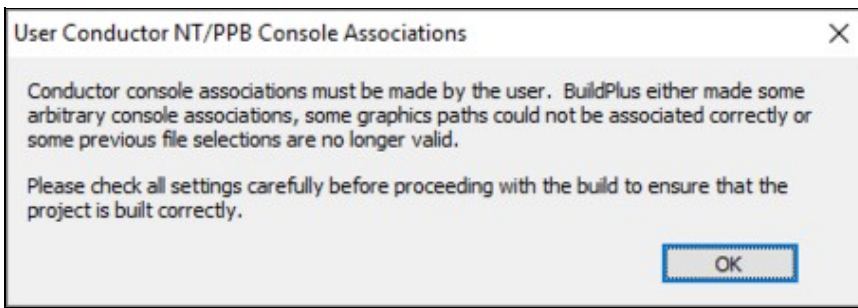 User Conductor NT/PPB Console Associations
Conductor console associations must be made by the user. BuildPlus either made some
arbitrary console associations, some graphics paths could not be associated correctly or
some previous file selections are no longer valid.
Please check all settings carefully before proceeding with the build to ensure that the
project is built correctly.
OK